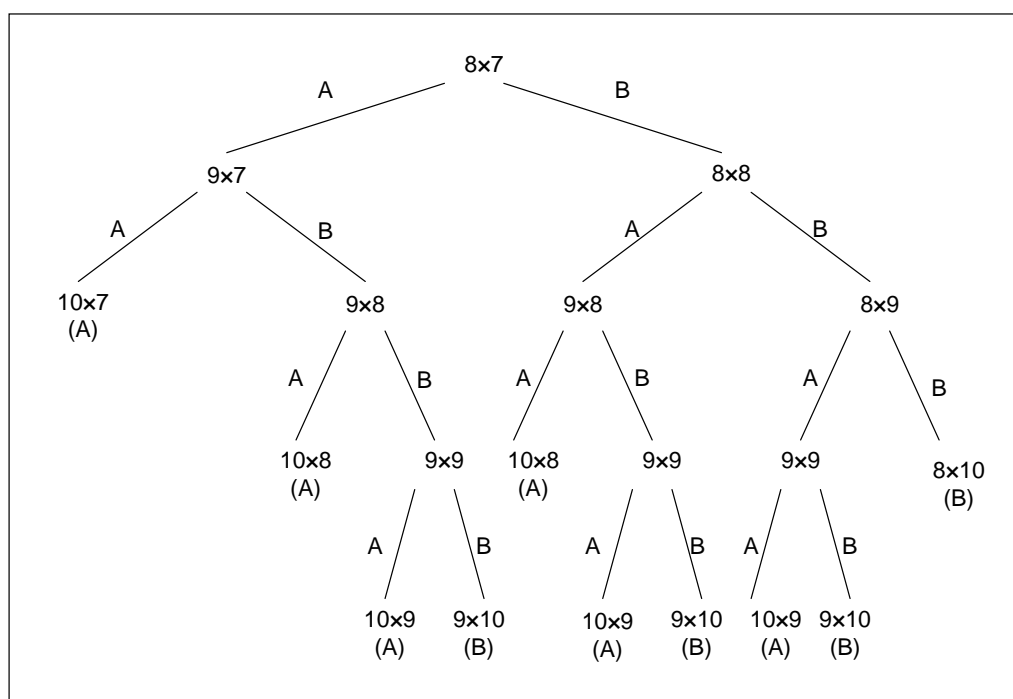 8×7
A B
9×7 8×8
A B A B
10×7 9×8 9×8 8×9
(A)
A B A B A B
10×8 9×9 10×8 9×9 9×9 8×10
(A) (A) (B)
A B A B A B
10×9 9×10 10×9 9×10 10×9 9×10
(A) (B) (A) (B) (A) (B)